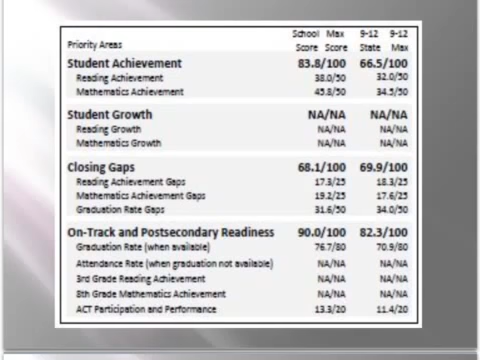 School Max 9-12 9-12
Priority Areas Score Score State Max
Student Achievement 83.8/100 66.5/100
Reading Achievement 38.0/50 32.0/50
Mathematics Achievement 45.8/50 34.5/50
Student Growth NA/NA NA/NA
Reading Growth NA/NA NA/NA
Mathematics Growth NA/NA NA/NA
Closing Gaps 68.1/100 69.9/100
Reading Achievement Gaps 17.3/25 18.3/25
Mathematics Achievement Gaps 19.2/25 17.6/25
Graduation Rate Gaps 31.6/50 34.0/50
On-Track and Postsecondary Readiness 90.0/100 82.3/100
Graduation Rate (when available) 76.7/80 70.9/80
Attendance Rate (when graduation not available) NA/NA NA/NA
3rd Grade Reading Achievement NA/NA NA/NA
8th Grade Mathematics Achievement NA/NA NA/NA
ACT Participation and Performance 13.3/20 11.4/20